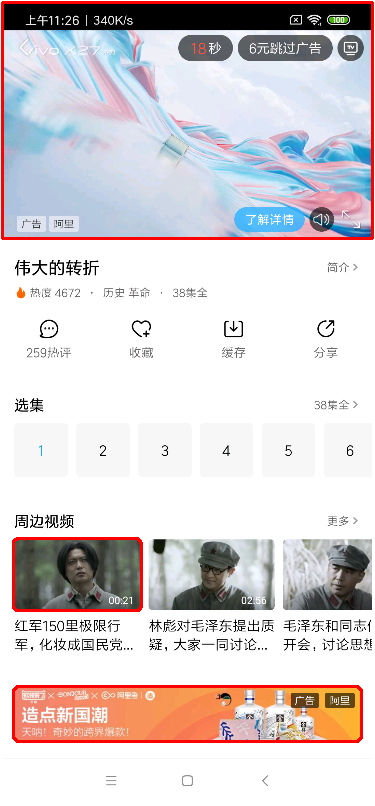 上午11:26 | 340K/s
100
vivo X27
18秒
6元跳过广告
TV
广告 阿里
了解详情
伟大的转折
简介
热度 4672 · 历史 革命 · 38集全
259热评
收藏
缓存
分享
选集
38集全
1 2 3 4 5 6
周边视频
更多
00:21
02:56
红军150里极限行军，化妆成国民党...
林彪对毛泽东提出质疑，大家一同讨论...
毛泽东和同志们开会，讨论思想
阿里鱼
广告 阿里
造点新国潮
天呐！奇妙的跨界爆款！